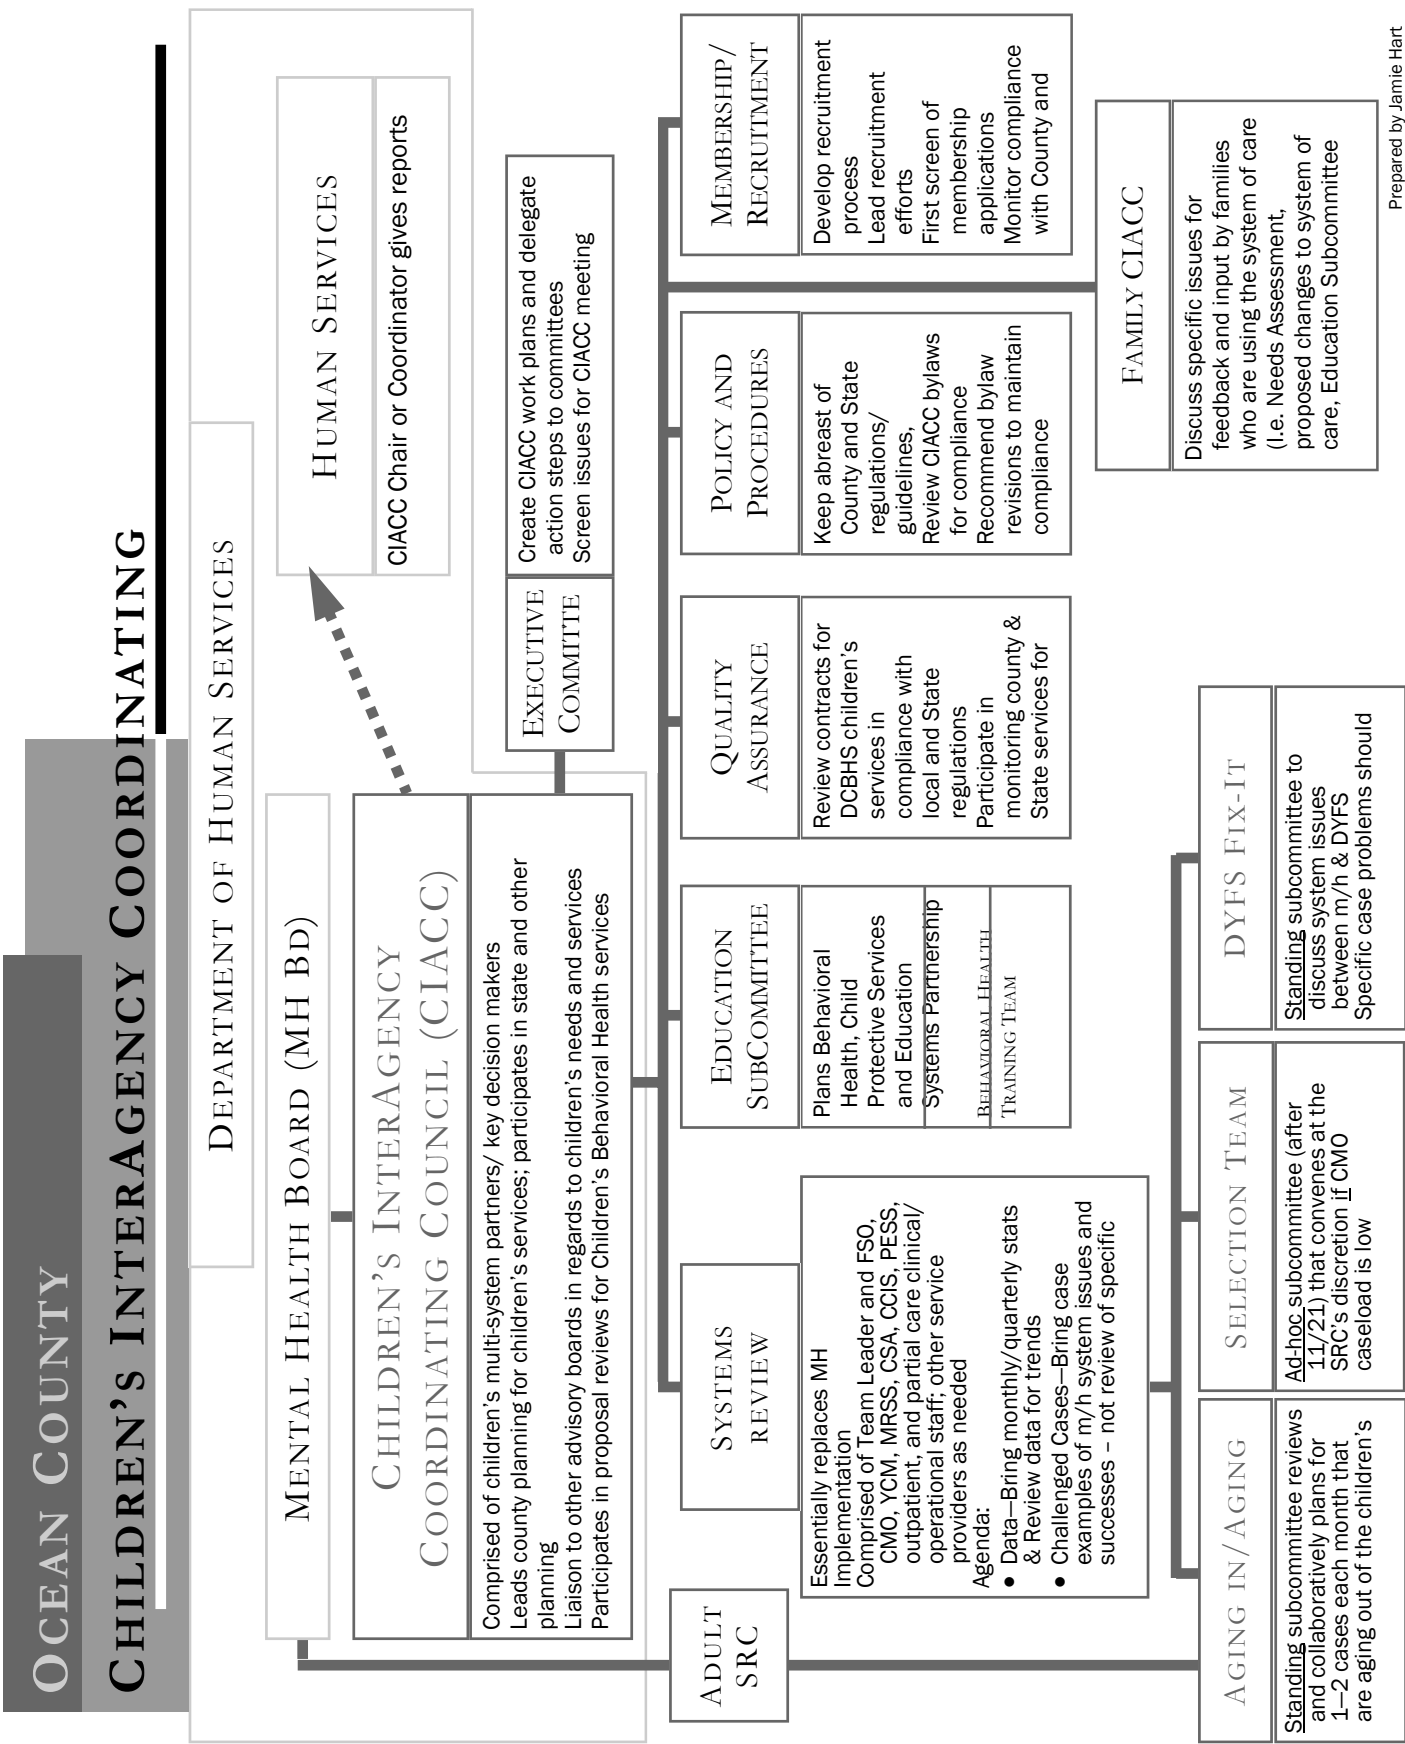 OCEAN COUNTY
CHILDREN'S INTERAGENCY COORDINATING
DEPARTMENT OF HUMAN SERVICES
MENTAL HEALTH BOARD (MH BD)
HUMAN SERVICES
CIACC Chair or Coordinator gives reports
CHILDREN'S INTERAGENCY
COORDINATING COUNCIL (CIACC)
Comprised of children's multi-system partners/ key decision makers
Leads county planning for children's services; participates in state and other
planning
Liaison to other advisory boards in regards to children's needs and services
Participates in proposal reviews for Children's Behavioral Health services
EXECUTIVE
COMMITTE
Create CIACC work plans and delegate
action steps to committees
Screen issues for CIACC meeting
ADULT
SRC
SYSTEMS
REVIEW
Essentially replaces MH
Implementation
Comprised of Team Leader and FSO,
CMO, YCM, MRSS, CSA, CCIS, PESS,
outpatient, and partial care clinical/
operational staff; other service
providers as needed
Agenda:
• Data—Bring monthly/quarterly stats
& Review data for trends
• Challenged Cases—Bring case
examples of m/h system issues and
successes – not review of specific
EDUCATION
SUBCOMMITTEE
Plans Behavioral
Health, Child
Protective Services
and Education
Systems Partnership
BEHAVIORAL HEALTH
TRAINING TEAM
QUALITY
ASSURANCE
Review contracts for
DCBHS children's
services in
compliance with
local and State
regulations
Participate in
monitoring county &
State services for
POLICY AND
PROCEDURES
Keep abreast of
County and State
regulations/
guidelines,
Review CIACC bylaws
for compliance
Recommend bylaw
revisions to maintain
compliance
MEMBERSHIP/
RECRUITMENT
Develop recruitment
process
Lead recruitment
efforts
First screen of
membership
applications
Monitor compliance
with County and
FAMILY CIACC
Discuss specific issues for
feedback and input by families
who are using the system of care
(I.e. Needs Assessment,
proposed changes to system of
care, Education Subcommittee
AGING IN/AGING
Standing subcommittee reviews
and collaboratively plans for
1—2 cases each month that
are aging out of the children's
SELECTION TEAM
Ad-hoc subcommittee (after
11/21) that convenes at the
SRC's discretion if CMO
caseload is low
DYFS FIX-IT
Standing subcommittee to
discuss system issues
between m/h & DYFS
Specific case problems should
Prepared by Jamie Hart